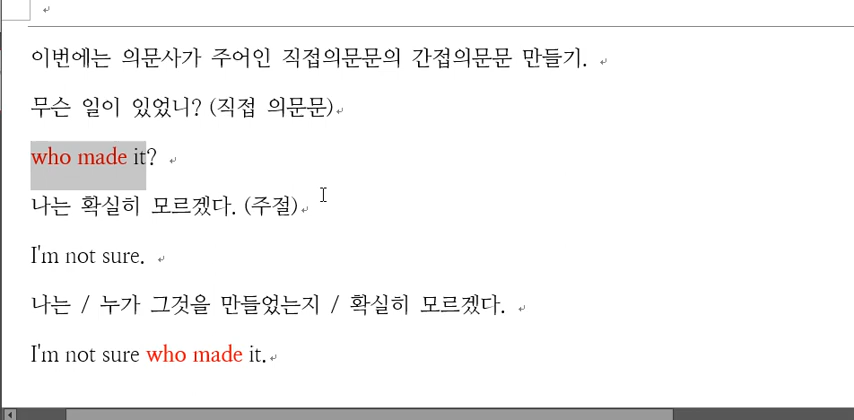 이번에는 의문사가 주어인 직접의문문의 간접의문문 만들기.
무슨 일이 있었니? (직접 의문문)
who made it?
나는 확실히 모르겠다. (주절)
I'm not sure.
나는 / 누가 그것을 만들었는지 / 확실히 모르겠다.
I'm not sure who made it.